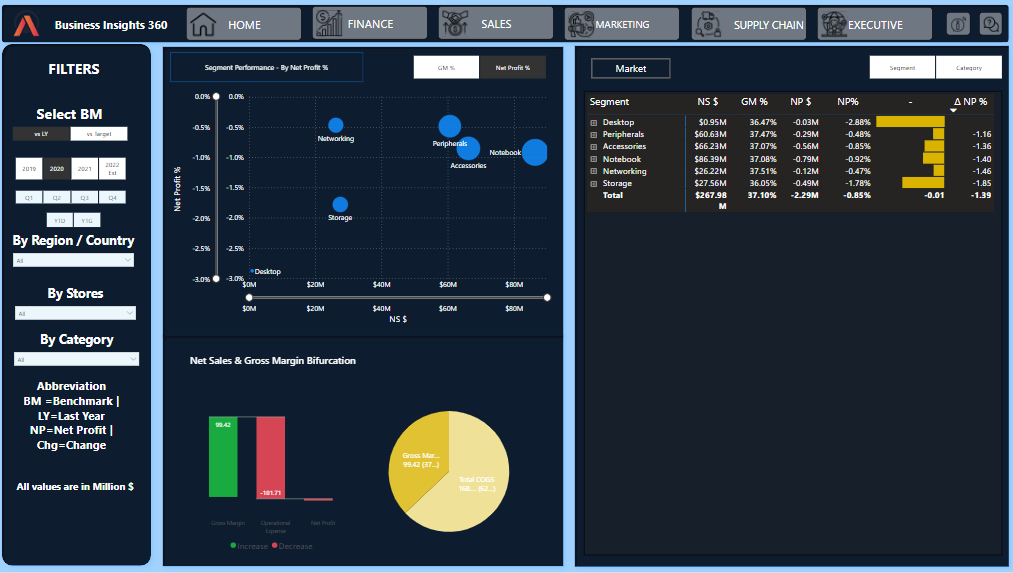 Business Insights 360
HOME
FINANCE
SALES
MARKETING
SUPPLY CHAIN
EXECUTIVE
FILTERS
Select BM
vs LY
vs Target
2019
2020
2021
2022
Est
Q1
Q2
Q3
Q4
YTD
YTG
By Region / Country
All
By Stores
All
By Category
All
Abbreviation
BM =Benchmark |
LY=Last Year
NP=Net Profit |
Chg=Change
All values are in Million $
Segment Performance - By Net Profit %
GM %
Net Profit %
Net Profit %
0.0%
-0.5%
-1.0%
-1.5%
-2.0%
-2.5%
-3.0%
0.0%
-0.5%
-1.0%
-1.5%
-2.0%
-2.5%
-3.0%
Networking
Peripherals
Accessories
Notebook
Storage
Desktop
$0M $20M $40M $60M $80M
$0M $20M $40M $60M $80M
NS $
Net Sales & Gross Margin Bifurcation
99.42
-101.71
Gross Margin
Operational
Expense
Net Profit
Increase
Decrease
Gross Mar...
99.42 (37...)
Total COGS
168.... (62...)
Market
Segment
Category
Segment NS $ GM % NP $ NP% - Δ NP %
Desktop $0.95M 36.47% -0.03M -2.88%
Peripherals $60.63M 37.47% -0.29M -0.48% -1.16
Accessories $66.23M 37.07% -0.56M -0.85% -1.36
Notebook $86.39M 37.08% -0.79M -0.92% -1.40
Networking $26.22M 37.51% -0.12M -0.47% -1.46
Storage $27.56M 36.05% -0.49M -1.78% -1.85
Total $267.98
M 37.10% -2.29M -0.85% -0.01 -1.39